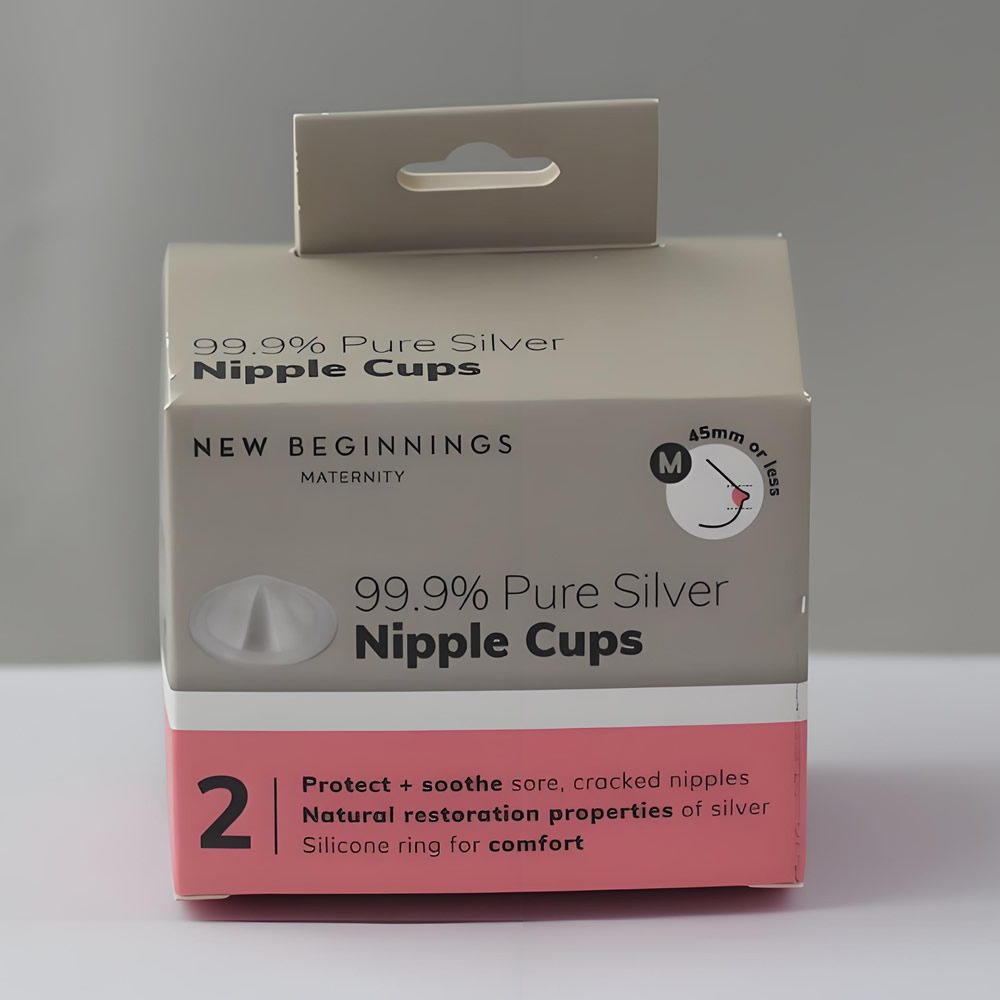 99.9% Pure Silver
Nipple Cups
NEW BEGINNINGS
MATERNITY
M
45mm or less
99.9% Pure Silver
Nipple Cups
2
Protect + soothe sore, cracked nipples
Natural restoration properties of silver
Silicone ring for comfort